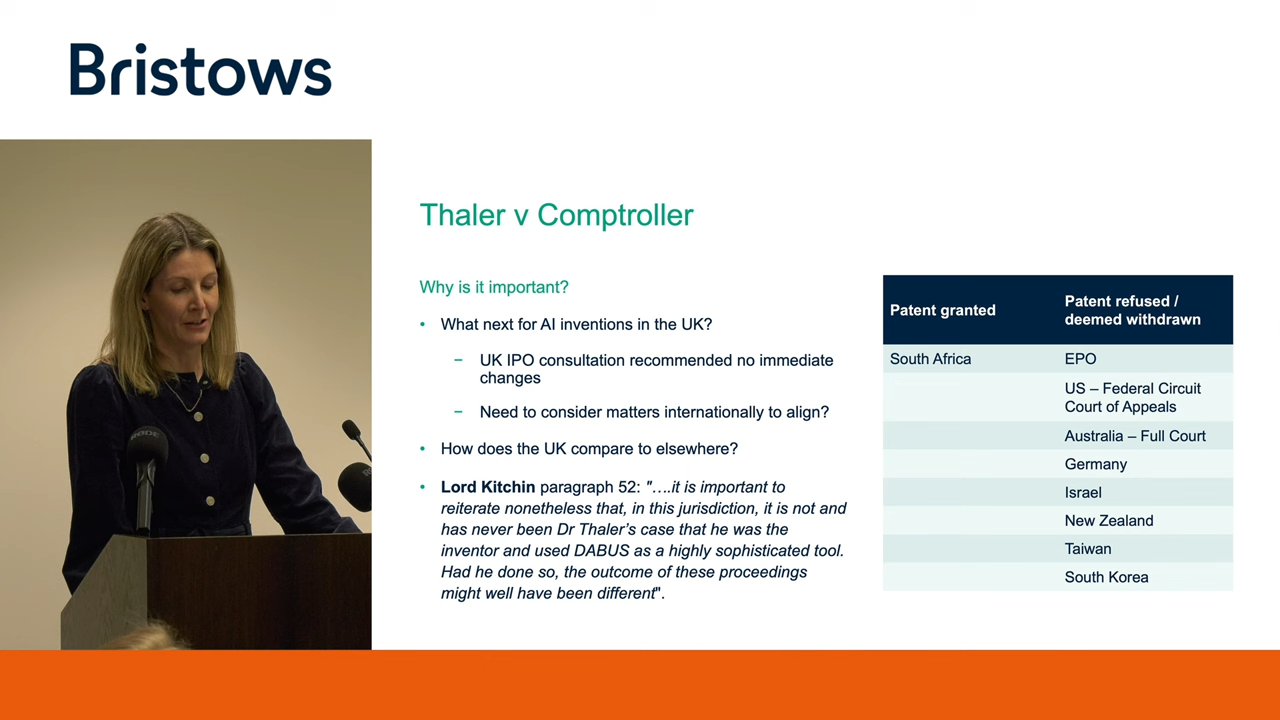 Bristows
Thaler v Comptroller
Why is it important?
• What next for AI inventions in the UK?
− UK IPO consultation recommended no immediate
changes
− Need to consider matters internationally to align?
• How does the UK compare to elsewhere?
• Lord Kitchin paragraph 52: "….it is important to
reiterate nonetheless that, in this jurisdiction, it is not and
has never been Dr Thaler’s case that he was the
inventor and used DABUS as a highly sophisticated tool.
Had he done so, the outcome of these proceedings
might well have been different".
Patent granted
Patent refused /
deemed withdrawn
South Africa
EPO
US – Federal Circuit
Court of Appeals
Australia – Full Court
Germany
Israel
New Zealand
Taiwan
South Korea
RODE